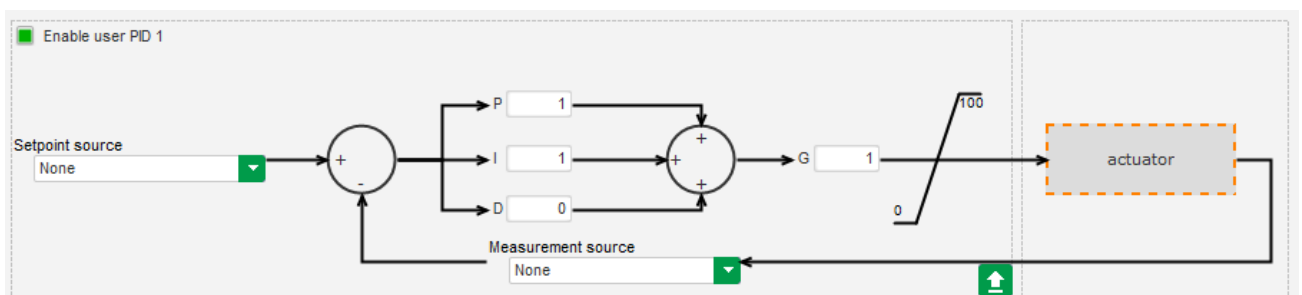 Enable user PID 1
P 1
100
Setpoint source
None
+
-
I 1
+
+
+
G 1
actuator
D 0
0
Measurement source
None